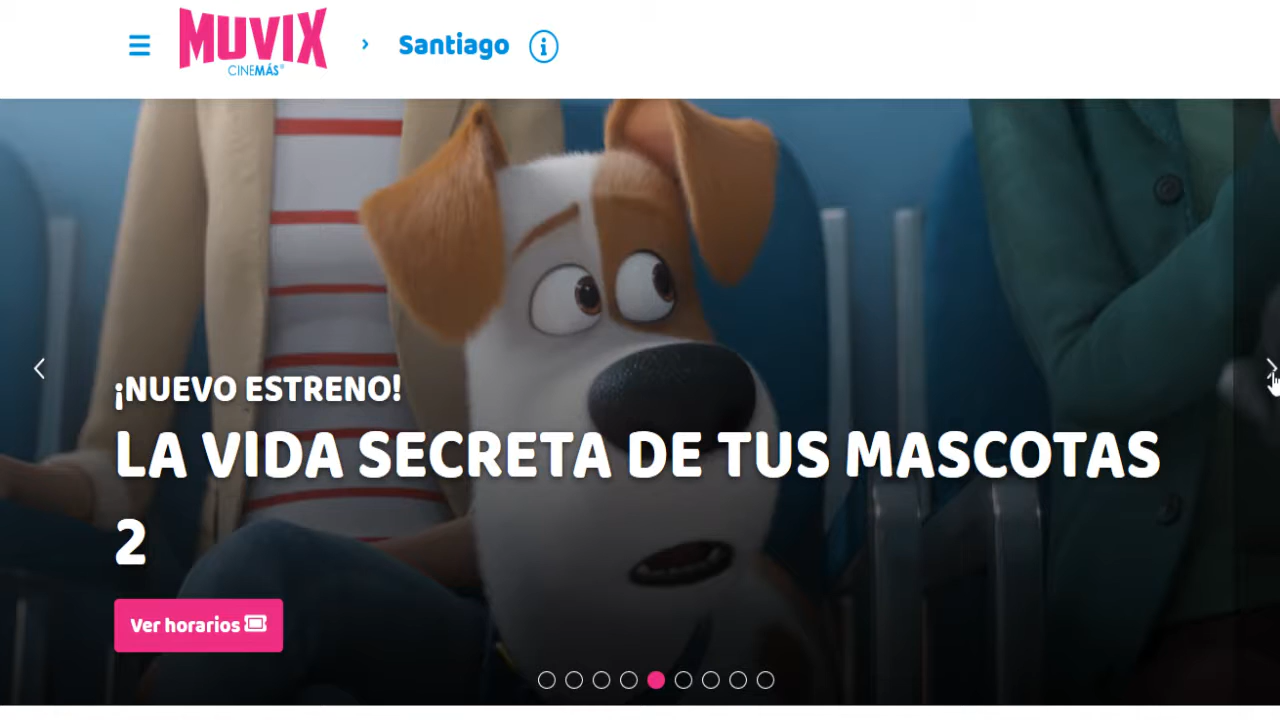 MUVIX
CINEMÁS®
› Santiago
¡NUEVO ESTRENO!
LA VIDA SECRETA DE TUS MASCOTAS
2
Ver horarios